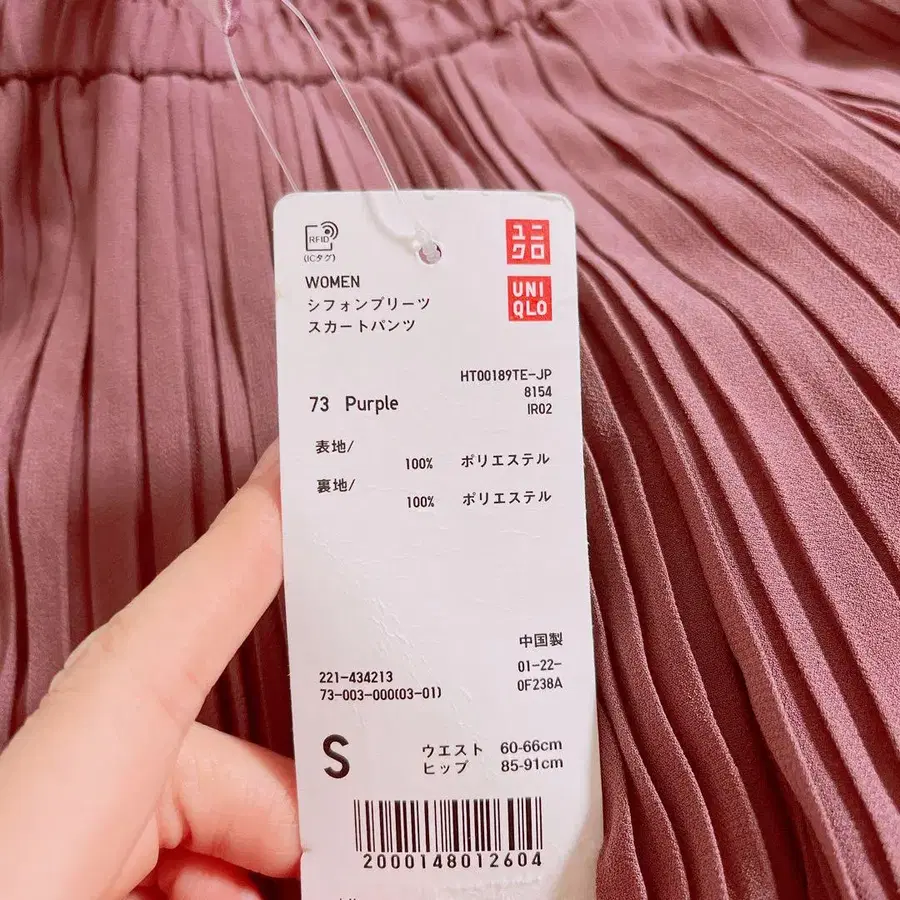 RFID
(ICタグ)
ユニ
クロ
UNI
QLO
WOMEN
シフォンプリーツ
スカートパンツ
HT00189TE-JP
8154
IR02
73 Purple
表地/
100% ポリエステル
裏地/
100% ポリエステル
中国製
01-22-
0F238A
221-434213
73-003-000(03-01)
S
ウエスト 60-66cm
ヒップ 85-91cm
2000148012604